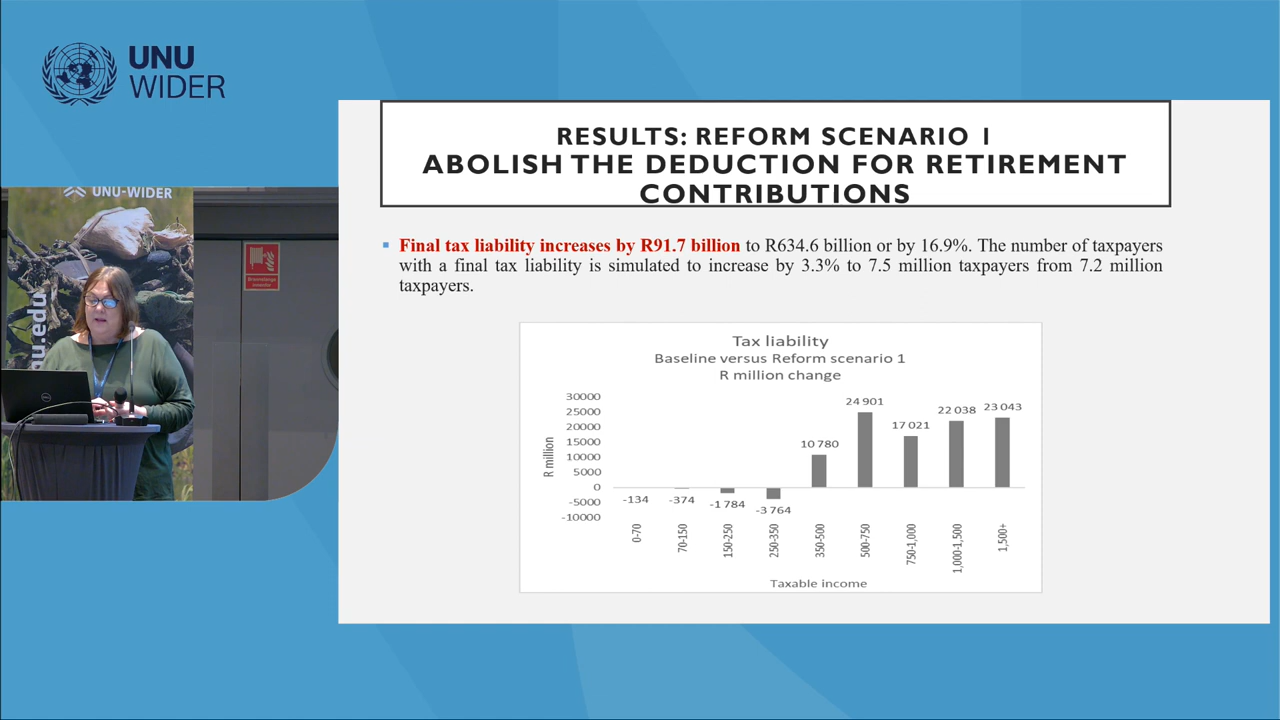 UNU
WIDER
UNU-WIDER
nu.edu
RESULTS: REFORM SCENARIO 1
ABOLISH THE DEDUCTION FOR RETIREMENT
CONTRIBUTIONS
Final tax liability increases by R91.7 billion to R634.6 billion or by 16.9%. The number of taxpayers
with a final tax liability is simulated to increase by 3.3% to 7.5 million taxpayers from 7.2 million
taxpayers.
Tax liability
Baseline versus Reform scenario 1
R million change
R million
30000
25000
20000
15000
10000
5000
0
-5000
-10000
-134
-374
-1 784
-3 764
10 780
24 901
17 021
22 038
23 043
0-70
70-150
150-250
250-350
350-500
500-750
750-1,000
1,000-1,500
1,500+
Taxable income